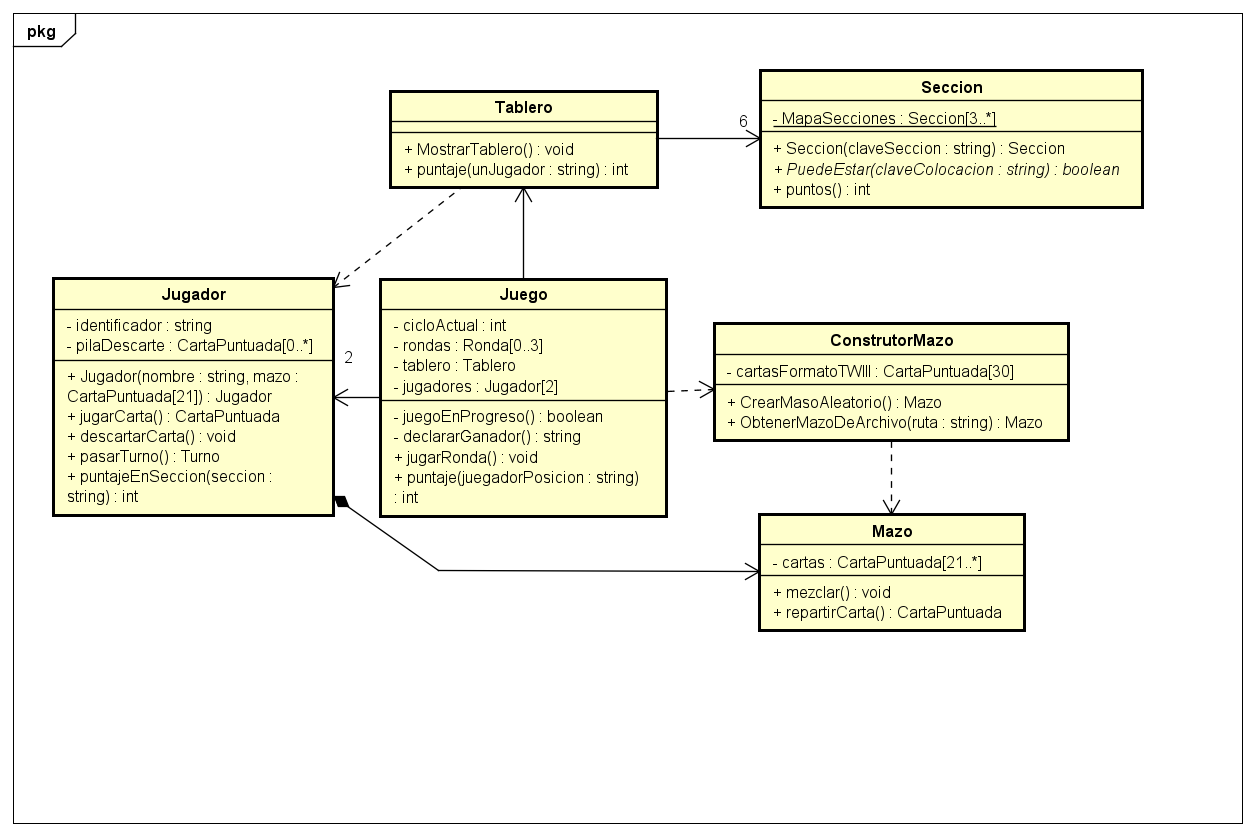 pkg
Tablero
+ MostrarTablero() : void
+ puntaje(unJugador : string) : int
6
Seccion
- MapaSecciones : Seccion[3..*]
+ Seccion(claveSeccion : string) : Seccion
+ PuedeEstar(claveColocacion : string) : boolean
+ puntos() : int
Jugador
- identificador : string
- pilaDescarte : CartaPuntuada[0..*]
+ Jugador(nombre : string, mazo :
CartaPuntuada[21]) : Jugador
+ jugarCarta() : CartaPuntuada
+ descartarCarta() : void
+ pasarTurno() : Turno
+ puntajeEnSeccion(seccion :
string) : int
2
Juego
- cicloActual : int
- rondas : Ronda[0..3]
- tablero : Tablero
- jugadores : Jugador[2]
- juegoEnProgreso() : boolean
- declararGanador() : string
+ jugarRonda() : void
+ puntaje(juegadorPosicion : string)
: int
ConstrutorMazo
- cartasFormatoTWIII : CartaPuntuada[30]
+ CrearMasoAleatorio() : Mazo
+ ObtenerMazoDeArchivo(ruta : string) : Mazo
Mazo
- cartas : CartaPuntuada[21..*]
+ mezclar() : void
+ repartirCarta() : CartaPuntuada